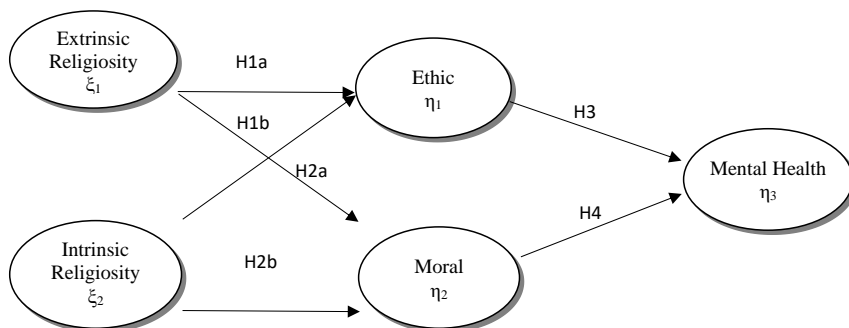 Extrinsic
Religiosity
ξ1
H1a
Ethic
η1
H1b
H3
H2a
Mental Health
η3
H4
Intrinsic
Religiosity
ξ2
H2b
Moral
η2